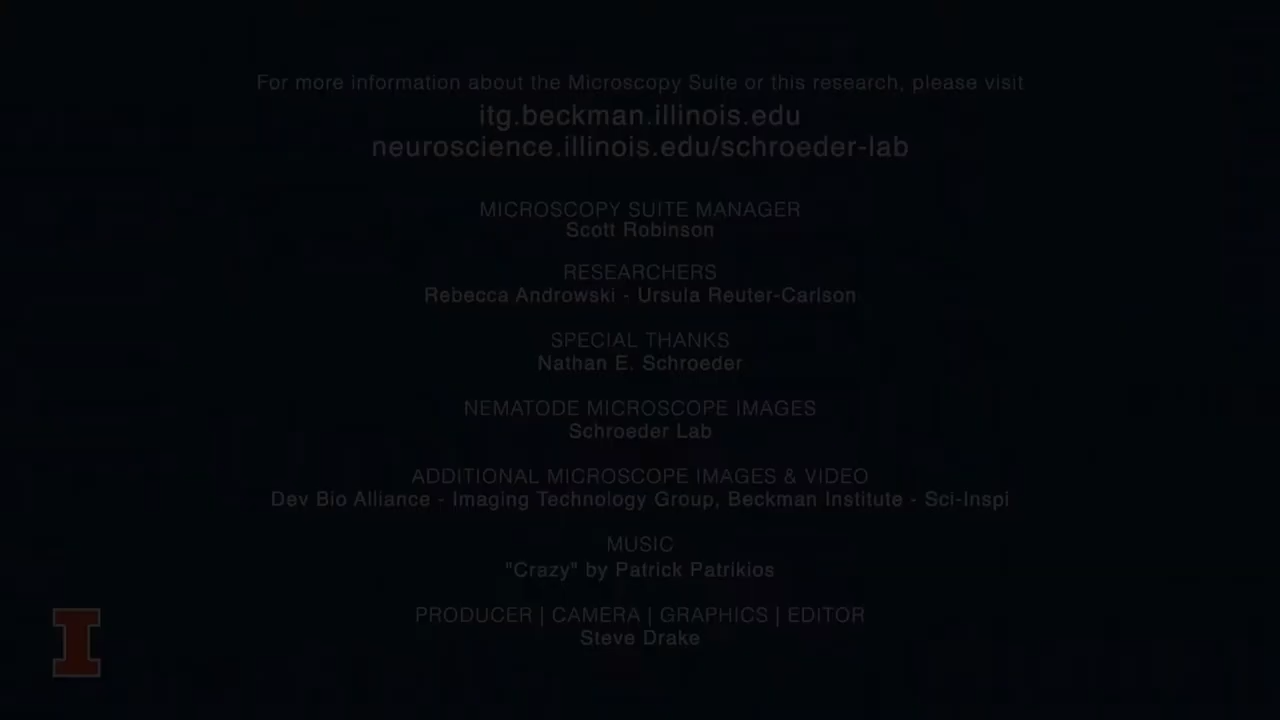 For more information about the Microscopy Suite or this research, please visit
itg.beckman.illinois.edu
neuroscience.illinois.edu/schroeder-lab
MICROSCOPY SUITE MANAGER
Scott Robinson
RESEARCHERS
Rebecca Androwski - Ursula Reuter-Carlson
SPECIAL THANKS
Nathan E. Schroeder
NEMATODE MICROSCOPE IMAGES
Schroeder Lab
ADDITIONAL MICROSCOPE IMAGES & VIDEO
Dev Bio Alliance - Imaging Technology Group, Beckman Institute - Sci-Inspi
MUSIC
"Crazy" by Patrick Patrikios
PRODUCER | CAMERA | GRAPHICS | EDITOR
Steve Drake
I